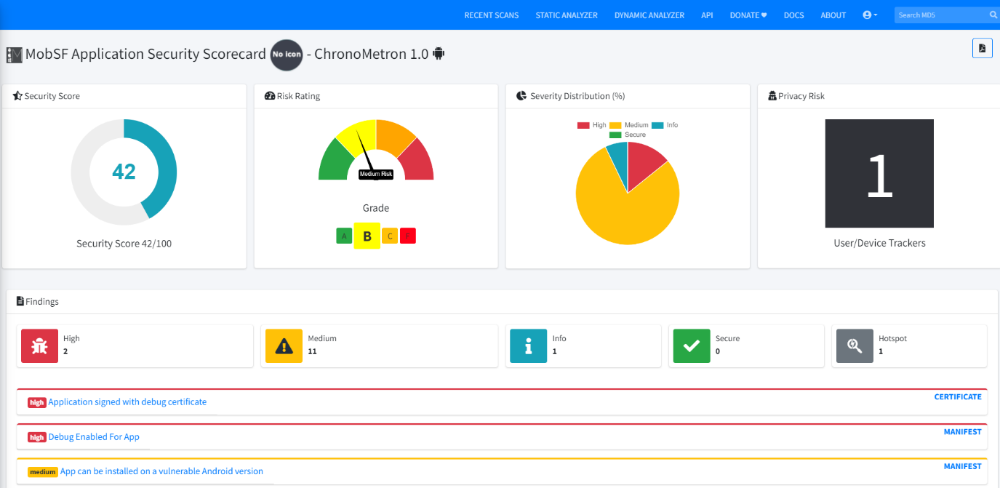 RECENT SCANS STATIC ANALYZER DYNAMIC ANALYZER API DONATE DOCS ABOUT Search MD5
MobSF Application Security Scorecard No icon - ChronoMetron 1.0
Security Score
42
Security Score 42/100
Risk Rating
Medium Risk
Grade
A B C F
Severity Distribution (%)
High Medium Info
Secure
Privacy Risk
1
User/Device Trackers
Findings
High
2
Medium
11
Info
1
Secure
0
Hotspot
1
high Application signed with debug certificate CERTIFICATE
high Debug Enabled For App MANIFEST
medium App can be installed on a vulnerable Android version MANIFEST